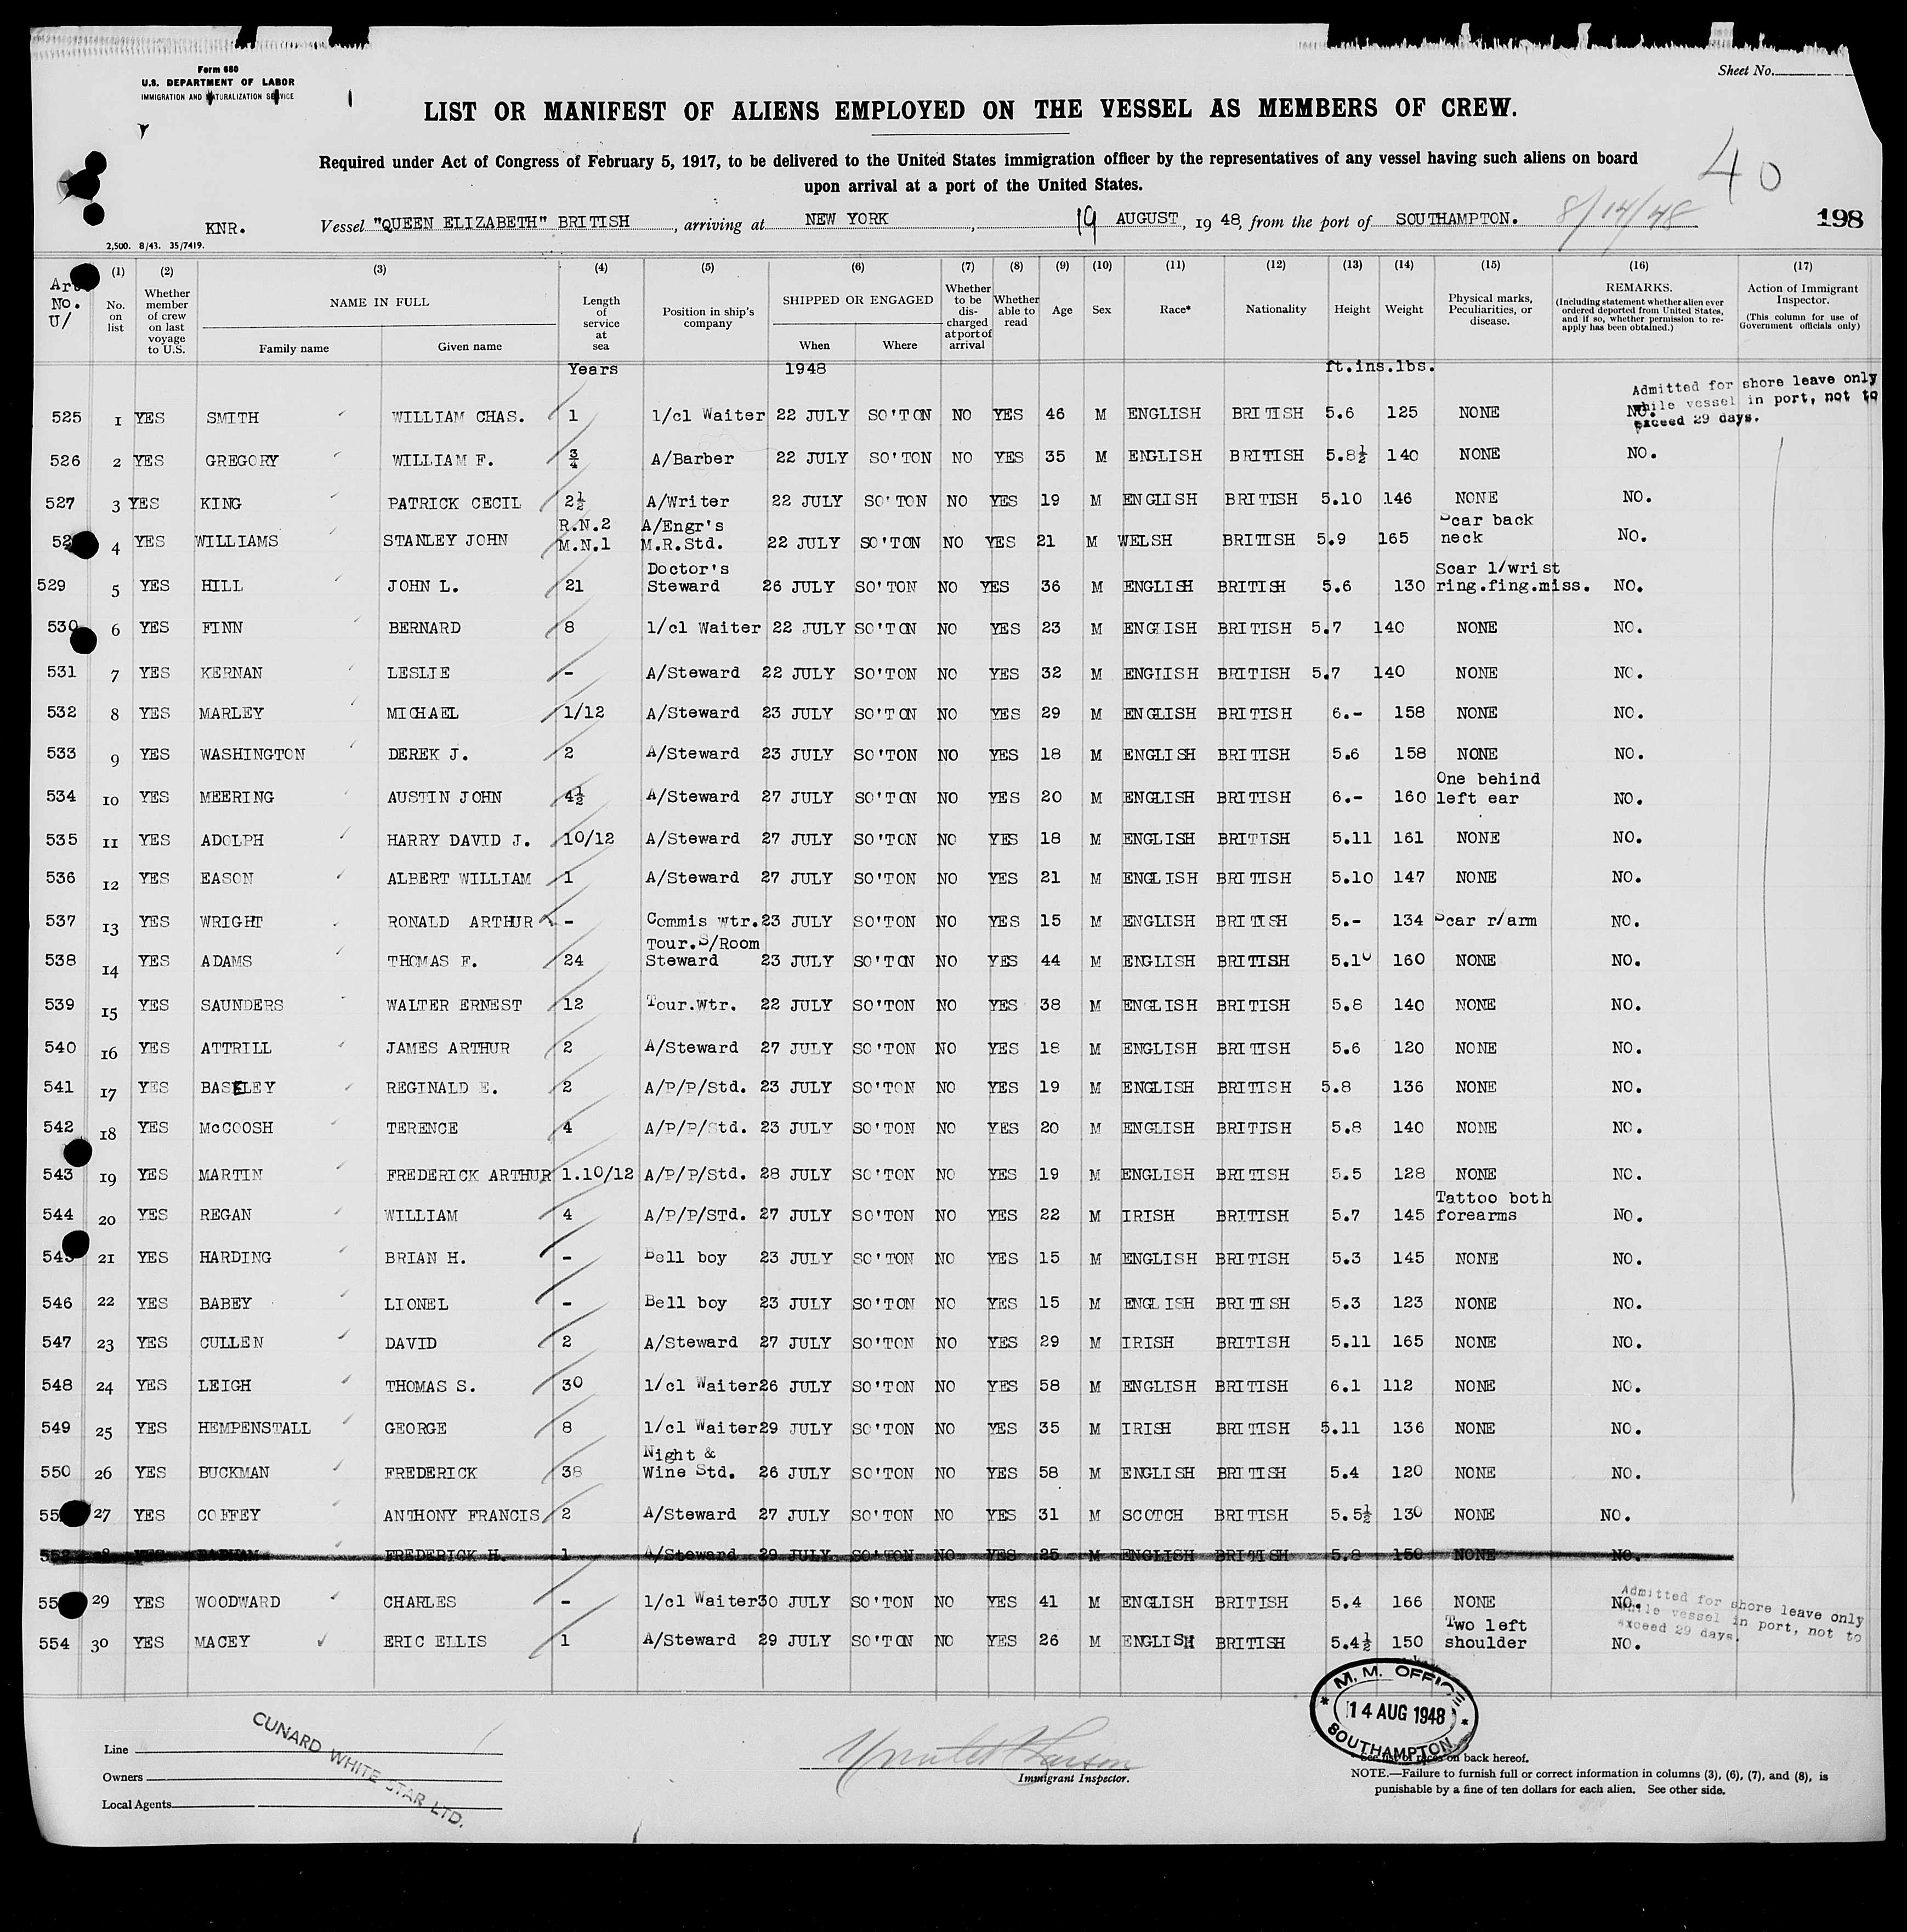 Form 680
U.S. DEPARTMENT OF LABOR
IMMIGRATION AND NATURALIZATION SERVICE
Sheet No.
LIST OR MANIFEST OF ALIENS EMPLOYED ON THE VESSEL AS MEMBERS OF CREW.
Required under Act of Congress of February 5, 1917, to be delivered to the United States immigration officer by the representatives of any vessel having such aliens on board
upon arrival at a port of the United States.
40
KNR. Vessel "QUEEN ELIZABETH" BRITISH, arriving at NEW YORK, 19 AUGUST, 1948, from the port of SOUTHAMPTON. 8/14/48 198
2,500. 8/43. 35/7419.
No. U/ (1) No. on list (2) Whether member of crew on last voyage to U.S. (3) NAME IN FULL Family name Given name (4) Length of service at sea (5) Position in ship's company (6) SHIPPED OR ENGAGED When Where (7) Whether to be discharged at port of arrival (8) Whether able to read (9) Age (10) Sex (11) Race* (12) Nationality (13) Height (14) Weight (15) Physical marks, Peculiarities, or disease. (16) REMARKS. (Including statement whether alien ever ordered deported from United States, and if so, whether permission to re-apply has been obtained.) (17) Action of Immigrant Inspector. (This column for use of Government officials only)
Years 1948 ft.ins.lbs.
Admitted for shore leave only while vessel in port, not to exceed 29 days.
525 1 YES SMITH WILLIAM CHAS. 1 1/cl Waiter 22 JULY SO'TON NO YES 46 M ENGLISH BRITISH 5.6 125 NONE NO.
526 2 YES GREGORY WILLIAM F. 3/4 A/Barber 22 JULY SO'TON NO YES 35 M ENGLISH BRITISH 5.8½ 140 NONE NO.
527 3 YES KING PATRICK CECIL 2½ A/Writer 22 JULY SO'TON NO YES 19 M ENGLISH BRITISH 5.10 146 NONE NO.
52 4 YES WILLIAMS STANLEY JOHN R.N.2 M.N.1 A/Engr's M.R.Std. 22 JULY SO'TON NO YES 21 M WELSH BRITISH 5.9 165 Scar back neck NO.
529 5 YES HILL JOHN L. 21 Doctor's Steward 26 JULY SO'TON NO YES 36 M ENGLISH BRITISH 5.6 130 Scar l/wrist ring.fing.miss. NO.
530 6 YES FINN BERNARD 8 1/cl Waiter 22 JULY SO'TON NO YES 23 M ENGLISH BRITISH 5.7 140 NONE NO.
531 7 YES KERNAN LESLIE - A/Steward 22 JULY SO'TON NO YES 32 M ENGLISH BRITISH 5.7 140 NONE NO.
532 8 YES MARLEY MICHAEL 1/12 A/Steward 23 JULY SO'TON NO YES 29 M ENGLISH BRITISH 6.- 158 NONE NO.
533 9 YES WASHINGTON DEREK J. 2 A/Steward 23 JULY SO'TON NO YES 18 M ENGLISH BRITISH 5.6 158 NONE NO.
534 10 YES MEERING AUSTIN JOHN 4½ A/Steward 27 JULY SO'TON NO YES 20 M ENGLISH BRITISH 6.- 160 One behind left ear NO.
535 11 YES ADOLPH HARRY DAVID J. 10/12 A/Steward 27 JULY SO'TON NO YES 18 M ENGLISH BRITISH 5.11 161 NONE NO.
536 12 YES EASON ALBERT WILLIAM 1 A/Steward 27 JULY SO'TON NO YES 21 M ENGLISH BRITISH 5.10 147 NONE NO.
537 13 YES WRIGHT RONALD ARTHUR - Commis wtr. 23 JULY SO'TON NO YES 15 M ENGLISH BRITISH 5.- 134 Scar r/arm NO.
538 14 YES ADAMS THOMAS F. 24 Tour.S/Room Steward 23 JULY SO'TON NO YES 44 M ENGLISH BRITISH 5.10 160 NONE NO.
539 15 YES SAUNDERS WALTER ERNEST 12 Tour.Wtr. 22 JULY SO'TON NO YES 38 M ENGLISH BRITISH 5.8 140 NONE NO.
540 16 YES ATTRILL JAMES ARTHUR 2 A/Steward 27 JULY SO'TON NO YES 18 M ENGLISH BRITISH 5.6 120 NONE NO.
541 17 YES BASELEY REGINALD E. 2 A/P/P/Std. 23 JULY SO'TON NO YES 19 M ENGLISH BRITISH 5.8 136 NONE NO.
542 18 YES McCOOSH TERENCE 4 A/P/P/Std. 23 JULY SO'TON NO YES 20 M ENGLISH BRITISH 5.8 140 NONE NO.
543 19 YES MARTIN FREDERICK ARTHUR 1.10/12 A/P/P/Std. 28 JULY SO'TON NO YES 19 M ENGLISH BRITISH 5.5 128 NONE NO.
544 20 YES REGAN WILLIAM 4 A/P/P/STd. 27 JULY SO'TON NO YES 22 M IRISH BRITISH 5.7 145 Tattoo both forearms NO.
545 21 YES HARDING BRIAN H. - Bell boy 23 JULY SO'TON NO YES 15 M ENGLISH BRITISH 5.3 145 NONE NO.
546 22 YES BABEY LIONEL - Bell boy 23 JULY SO'TON NO YES 15 M ENGLISH BRITISH 5.3 123 NONE NO.
547 23 YES CULLEN DAVID 2 A/Steward 27 JULY SO'TON NO YES 29 M IRISH BRITISH 5.11 165 NONE NO.
548 24 YES LEIGH THOMAS S. 30 1/cl Waiter 26 JULY SO'TON NO YES 58 M ENGLISH BRITISH 6.1 112 NONE NO.
549 25 YES HEMPENSTALL GEORGE 8 1/cl Waiter 29 JULY SO'TON NO YES 35 M IRISH BRITISH 5.11 136 NONE NO.
550 26 YES BUCKMAN FREDERICK 38 Night & Wine Std. 26 JULY SO'TON NO YES 58 M ENGLISH BRITISH 5.4 120 NONE NO.
55 27 YES COFFEY ANTHONY FRANCIS 2 A/Steward 27 JULY SO'TON NO YES 31 M SCOTCH BRITISH 5.5½ 130 NONE NO.
552 8 YES FREDERICK H. 1 A/Steward 29 JULY SO'TON NO YES 25 M ENGLISH BRITISH 5.8 150 NONE NO.
55 29 YES WOODWARD CHARLES - 1/cl Waiter 30 JULY SO'TON NO YES 41 M ENGLISH BRITISH 5.4 166 NONE NO.
554 30 YES MACEY ERIC ELLIS 1 A/Steward 29 JULY SO'TON NO YES 26 M ENGLISH BRITISH 5.4½ 150 Two left shoulder NO.
Admitted for shore leave only while vessel in port, not to exceed 29 days.
M. M. OFFICE
14 AUG 1948
SOUTHAMPTON
Line
Owners
Local Agents
CUNARD WHITE STAR LTD.
Immigrant Inspector.
* See list of races on back hereof.
NOTE.—Failure to furnish full or correct information in columns (3), (6), (7), and (8), is
punishable by a fine of ten dollars for each alien. See other side.